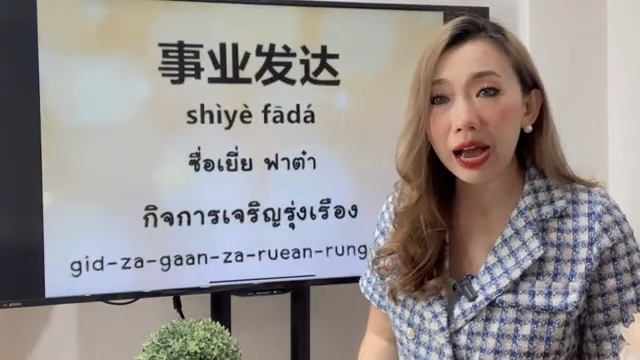 事业发达
shìyè fādá
ซื่อเยี่ย ฟาต๋า
กิจการเจริญรุ่งเรือง
gid-za-gaan-za-ruean-rung